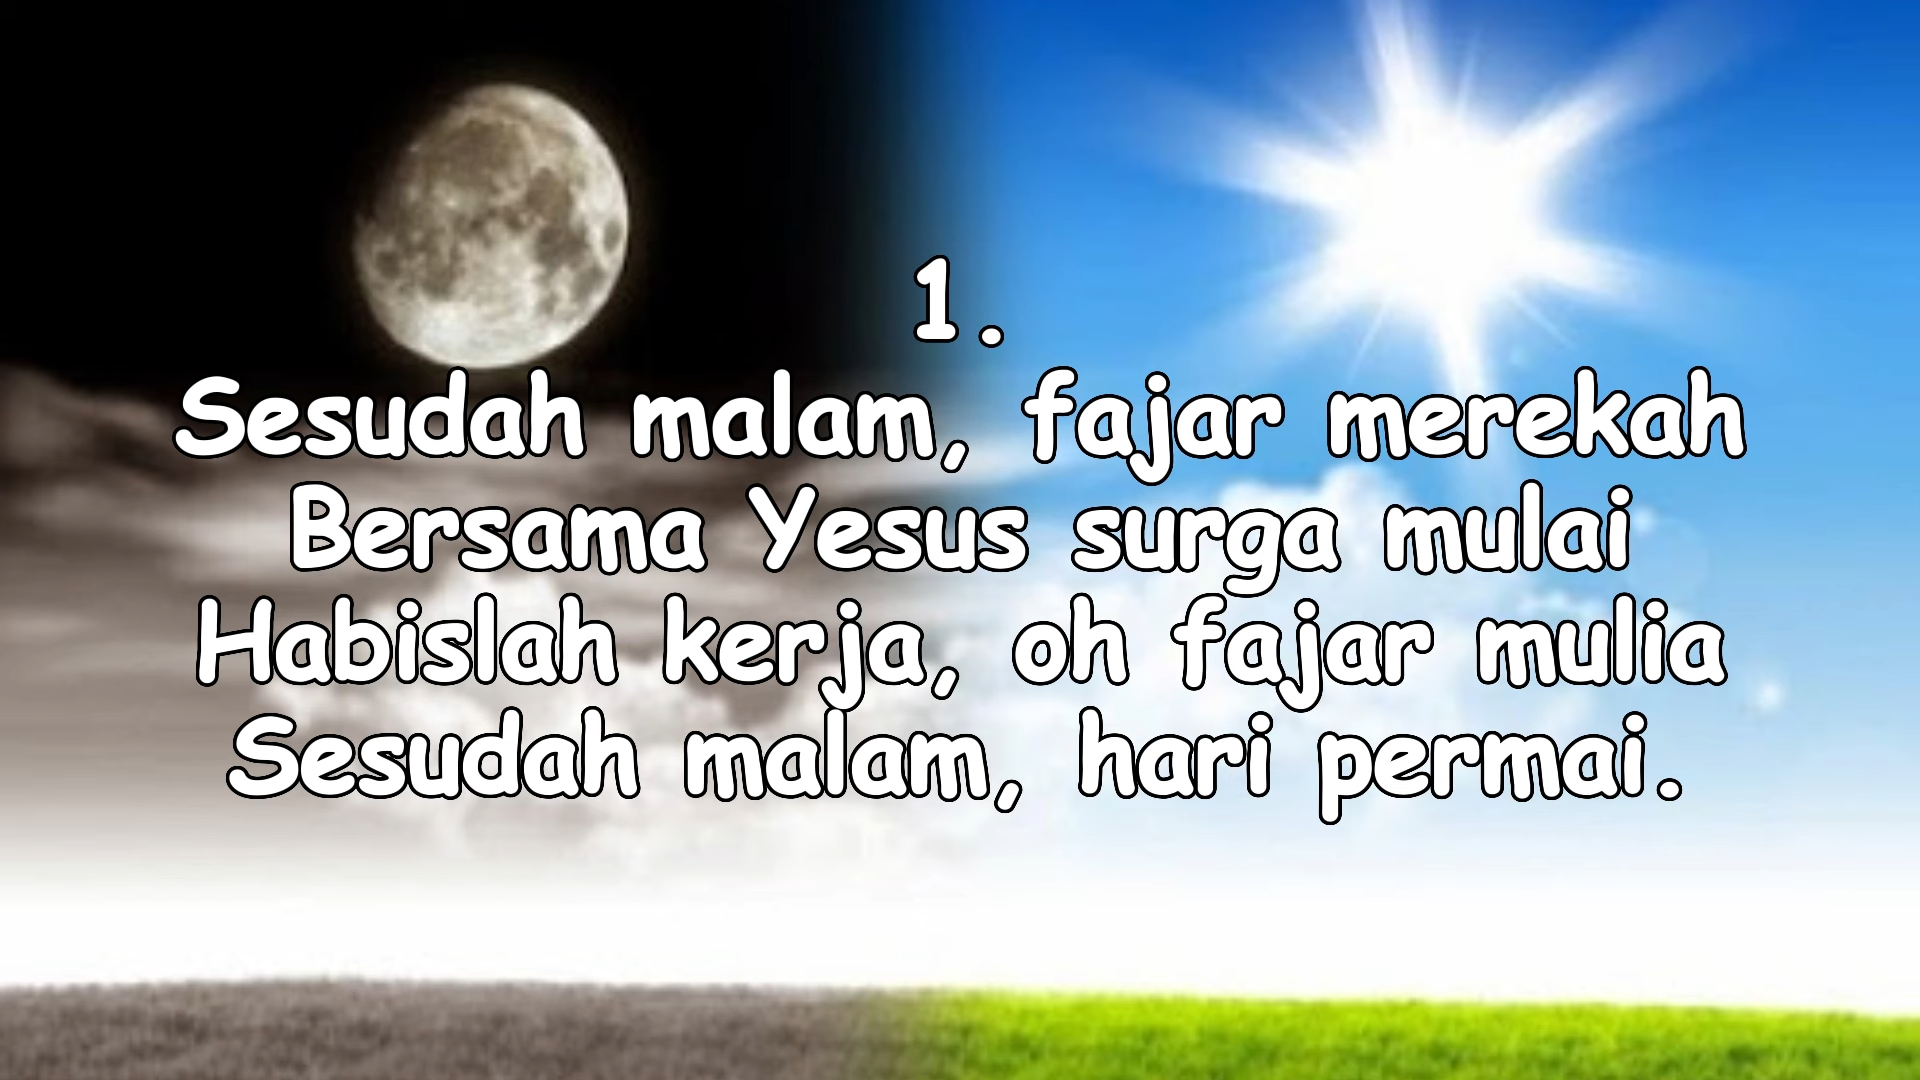 1.
Sesudah malam, fajar merekah
Bersama Yesus surga mulai
Habislah kerja, oh fajar mulia
Sesudah malam, hari permai.